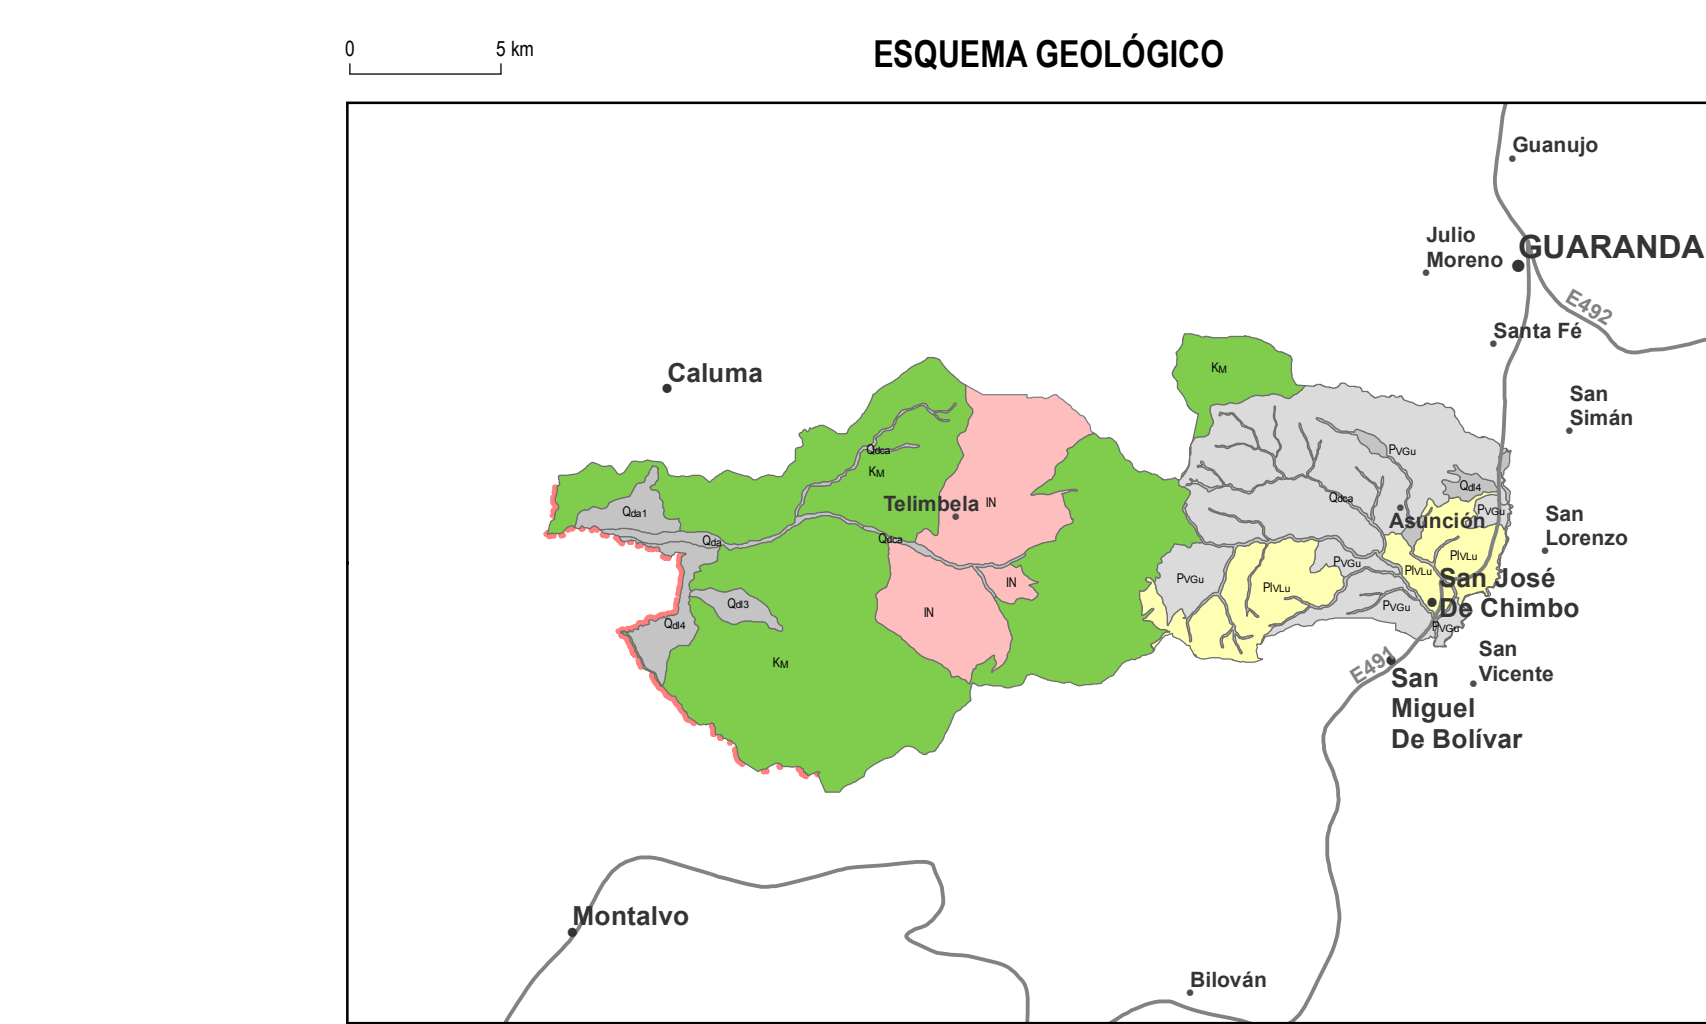 0
5 km
ESQUEMA GEOLÓGICO
Guanujo
Julio
Moreno
GUARANDA
E492
Santa Fé
KM
Caluma
San
Simán
Qdca
KM
PVGu
Qdl4
Qdca
Telimbela
IN
Qda1
PVGu
Asunción
San
Lorenzo
Qda
Qdca
PlVLu
PVGu
PlVLu
PVGu
IN
PlVLu
San José
De Chimbo
Qdl3
IN
PVGu
Qdl4
PVGu
KM
San
Vicente
E491
San
Miguel
De Bolívar
Montalvo
Bilován